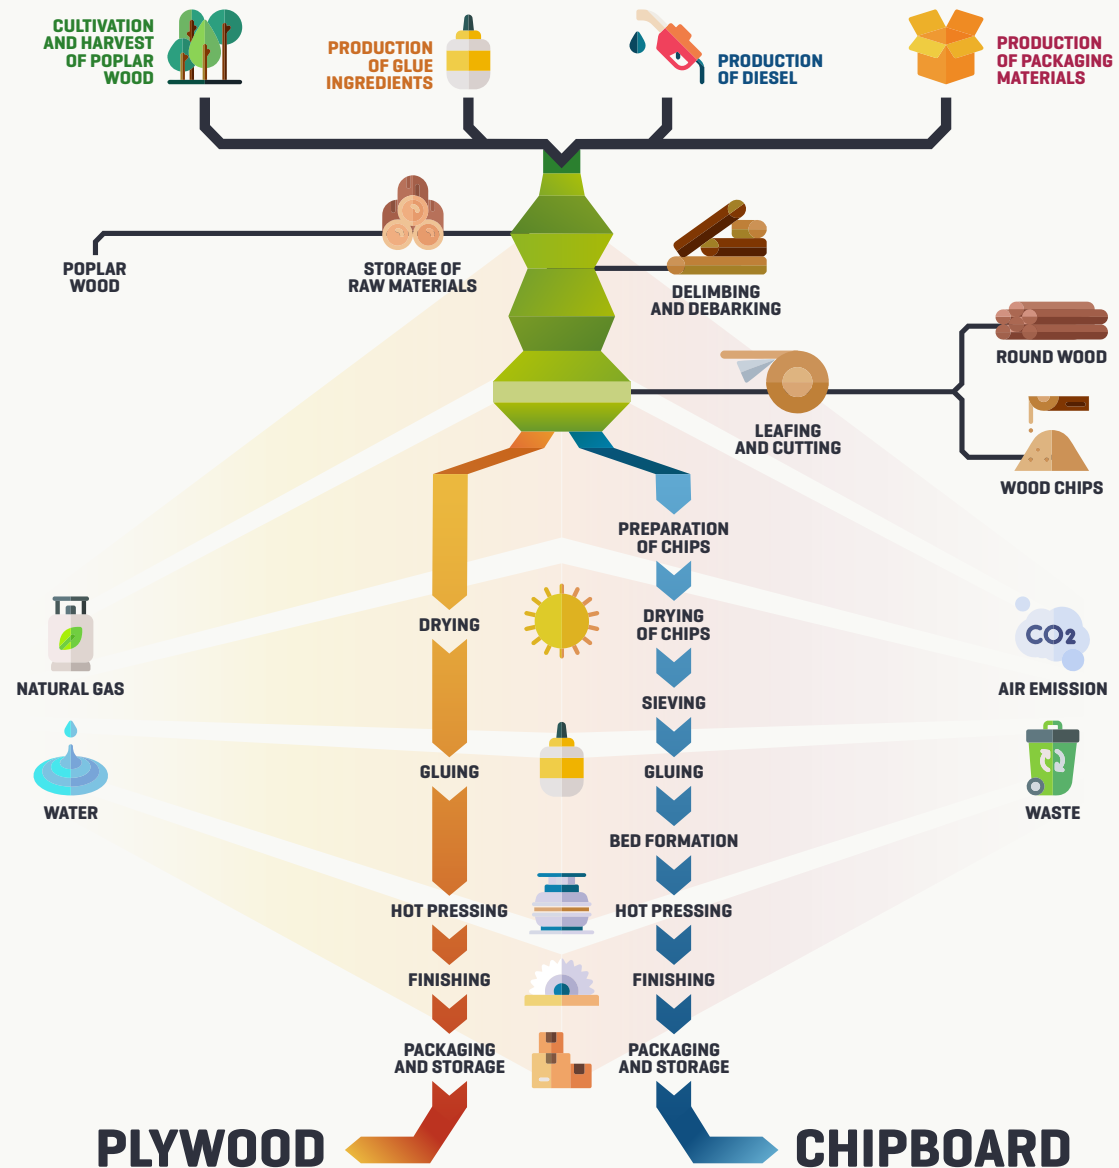 CULTIVATION
AND HARVEST
OF POPLAR
WOOD
PRODUCTION
OF GLUE
INGREDIENTS
PRODUCTION
OF DIESEL
PRODUCTION
OF PACKAGING
MATERIALS
POPLAR
WOOD
STORAGE OF
RAW MATERIALS
DELIMBING
AND DEBARKING
ROUND WOOD
LEAFING
AND CUTTING
WOOD CHIPS
PREPARATION
OF CHIPS
DRYING
DRYING
OF CHIPS
CO2
NATURAL GAS
AIR EMISSION
SIEVING
GLUING
GLUING
WATER
WASTE
BED FORMATION
HOT PRESSING
HOT PRESSING
FINISHING
FINISHING
PACKAGING
AND STORAGE
PACKAGING
AND STORAGE
PLYWOOD
CHIPBOARD